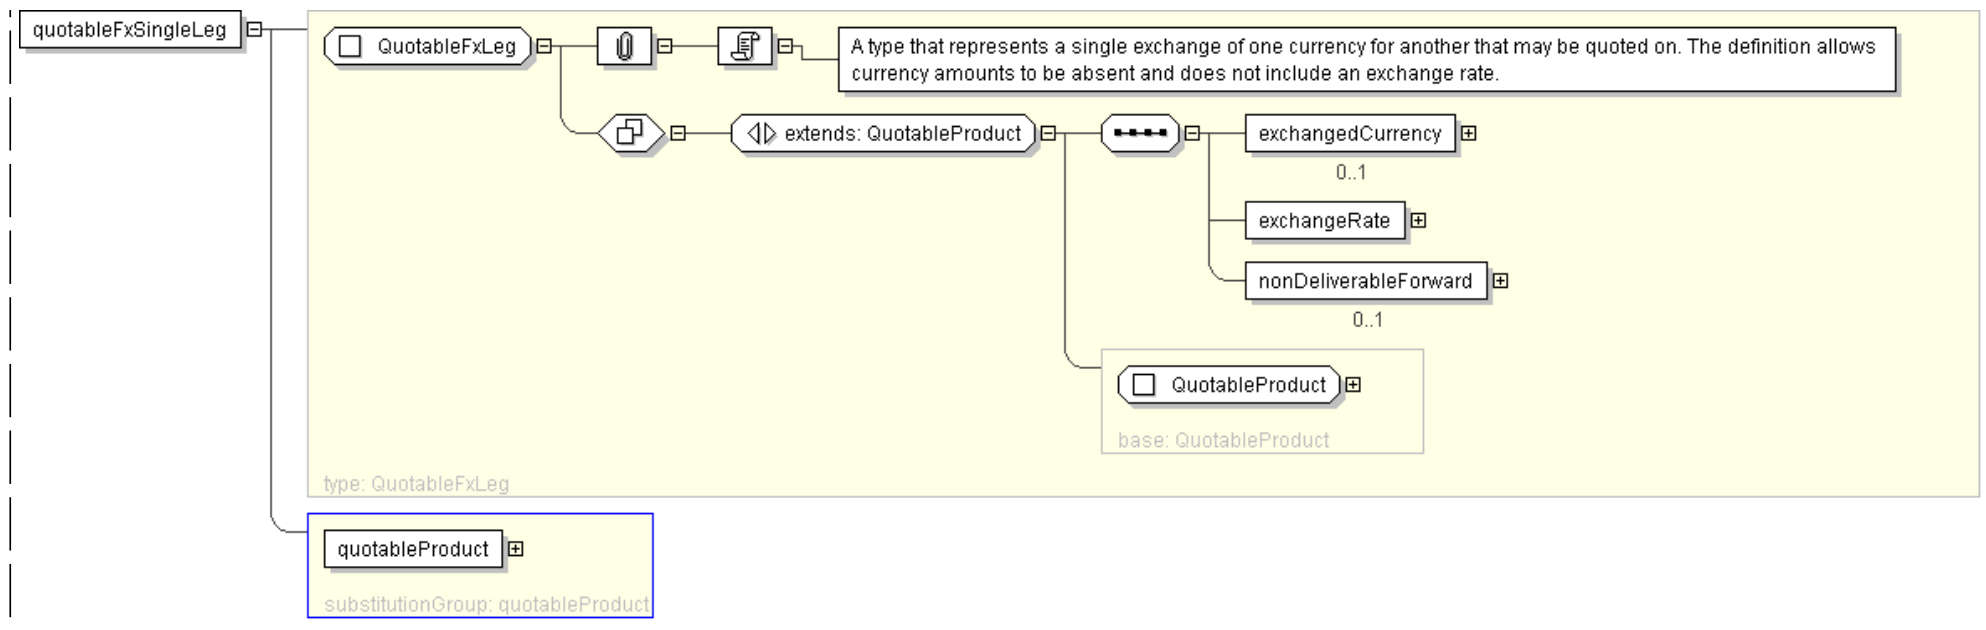 quotableFxSingleLeg
QuotableFxLeg
A type that represents a single exchange of one currency for another that may be quoted on. The definition allows
currency amounts to be absent and does not include an exchange rate.
extends: QuotableProduct
exchangedCurrency
0..1
exchangeRate
nonDeliverableForward
0..1
QuotableProduct
base: QuotableProduct
type: QuotableFxLeg
quotableProduct
substitutionGroup: quotableProduct